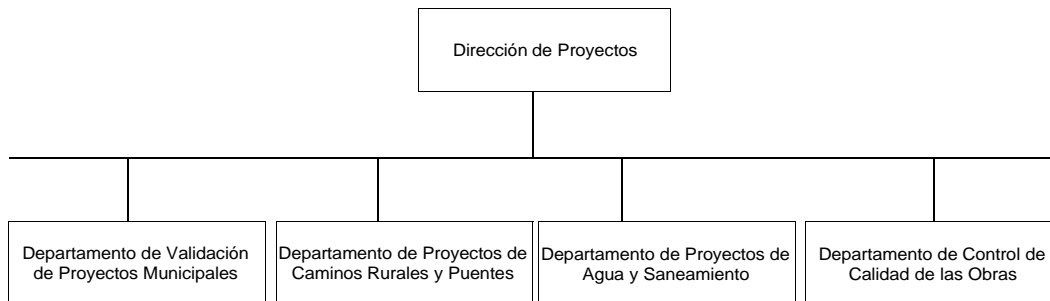 Dirección de Proyectos
Departamento de Validación
de Proyectos Municipales
Departamento de Proyectos de
Caminos Rurales y Puentes
Departamento de Proyectos de
Agua y Saneamiento
Departamento de Control de
Calidad de las Obras